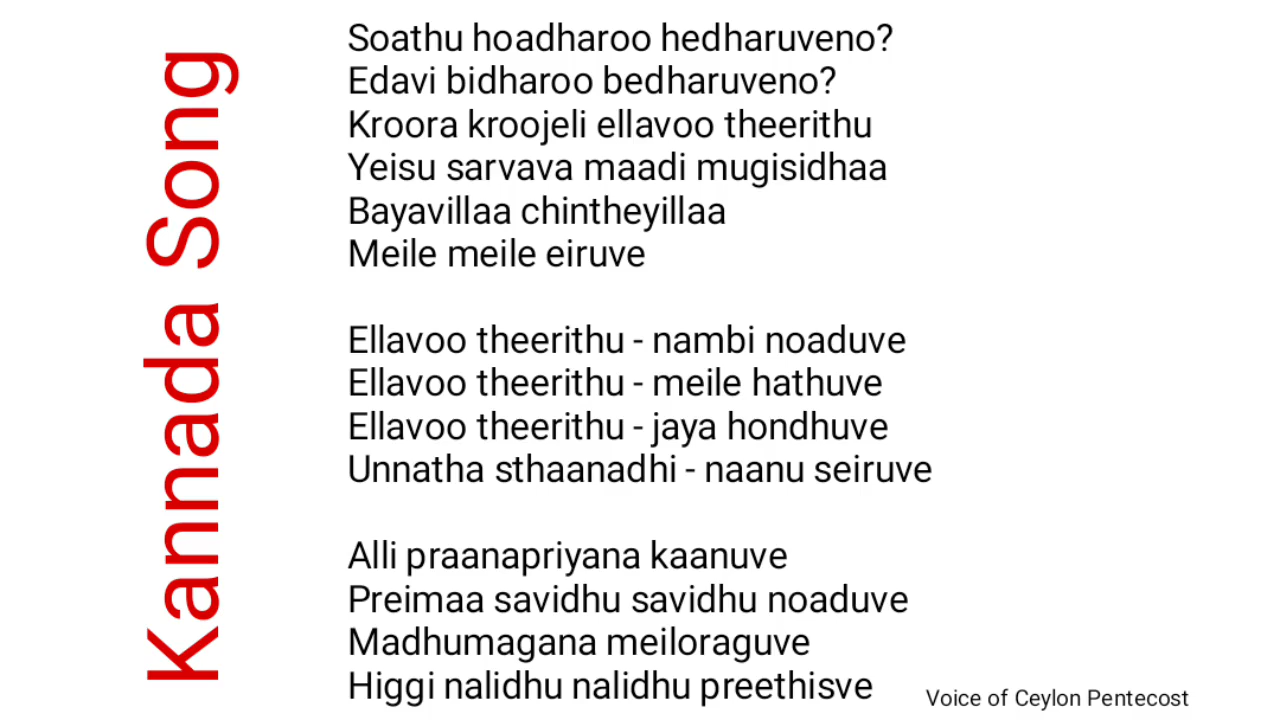 Kannada Song
Soathu hoadharoo hedharuveno?
Edavi bidharoo bedharuveno?
Kroora kroojeli ellavoo theerithu
Yeisu sarvava maadi mugisidhaa
Bayavillaa chintheyillaa
Meile meile eiruve
Ellavoo theerithu - nambi noaduve
Ellavoo theerithu - meile hathuve
Ellavoo theerithu - jaya hondhuve
Unnatha sthaanadhi - naanu seiruve
Alli praanapriyana kaanuve
Preimaa savidhu savidhu noaduve
Madhumagana meiloraguve
Higgi nalidhu nalidhu preethisve
Voice of Ceylon Pentecost